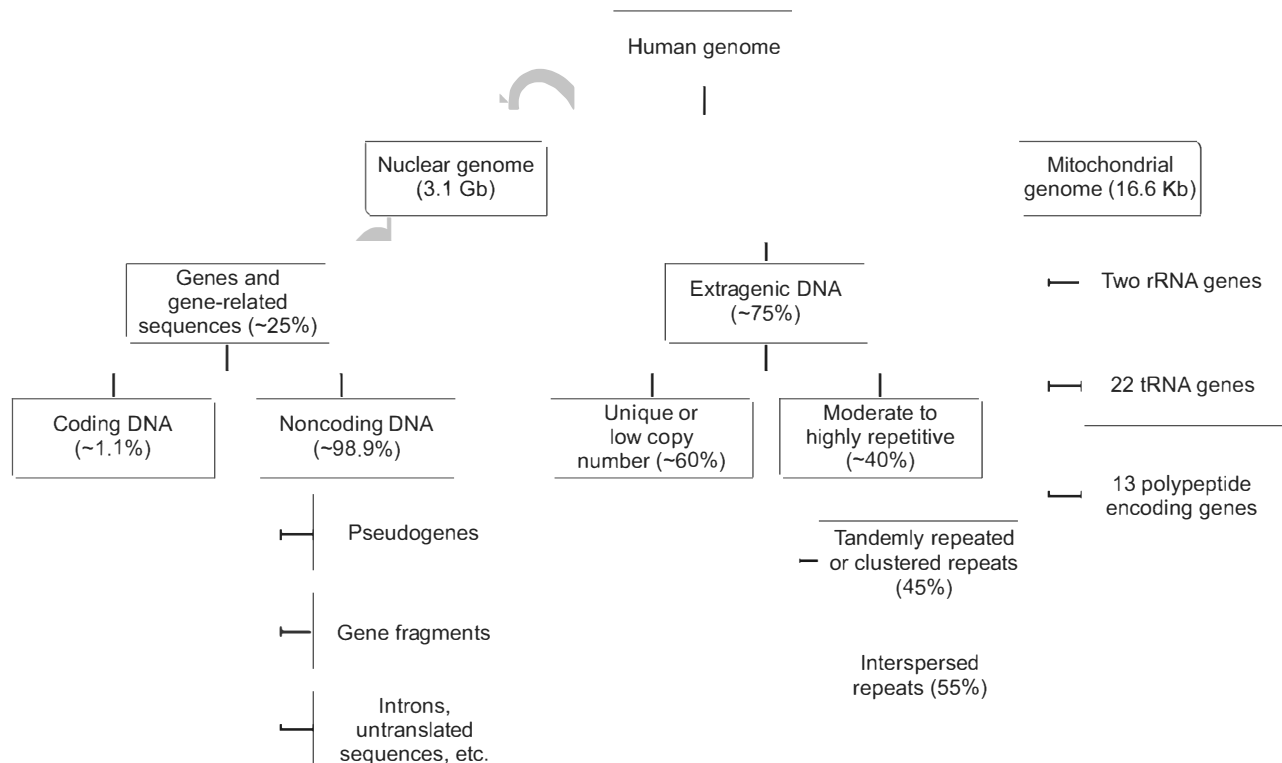 Human genome
Nuclear genome
(3.1 Gb)
Mitochondrial
genome (16.6 Kb)
Genes and
gene-related
sequences (~25%)
Extragenic DNA
(~75%)
Two rRNA genes
22 tRNA genes
13 polypeptide
encoding genes
Coding DNA
(~1.1%)
Noncoding DNA
(~98.9%)
Unique or
low copy
number (~60%)
Moderate to
highly repetitive
(~40%)
Pseudogenes
Gene fragments
Introns,
untranslated
sequences, etc.
Tandemly repeated
or clustered repeats
(45%)
Interspersed
repeats (55%)